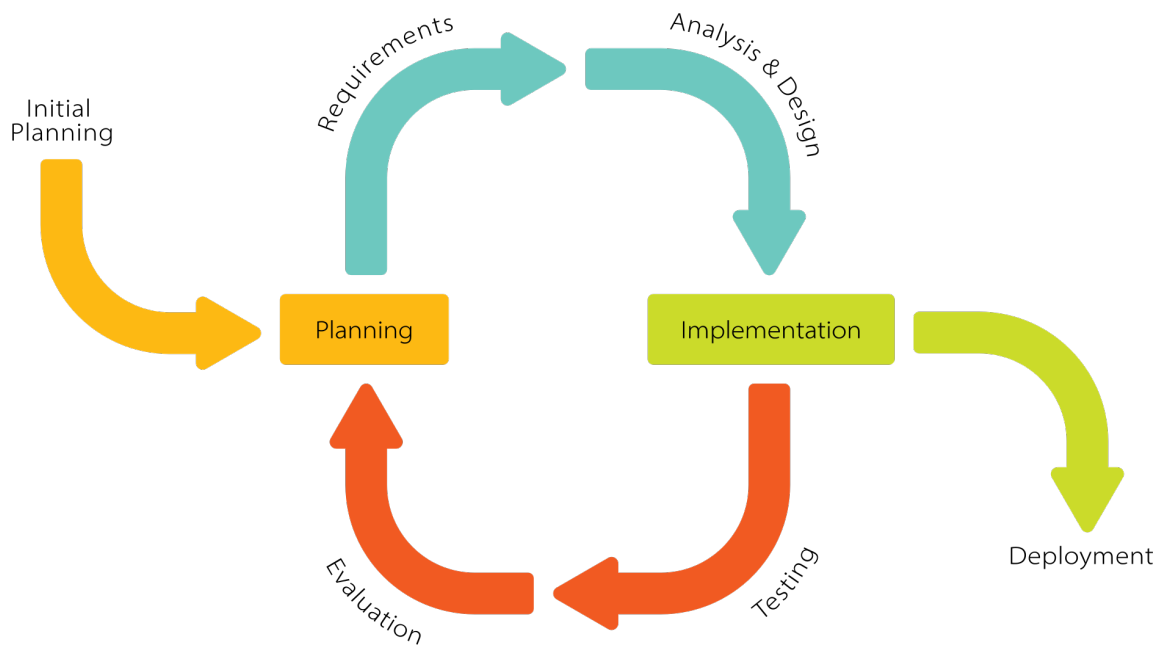 Initial
Planning
Requirements
Analysis & Design
Planning
Implementation
Evaluation
Testing
Deployment